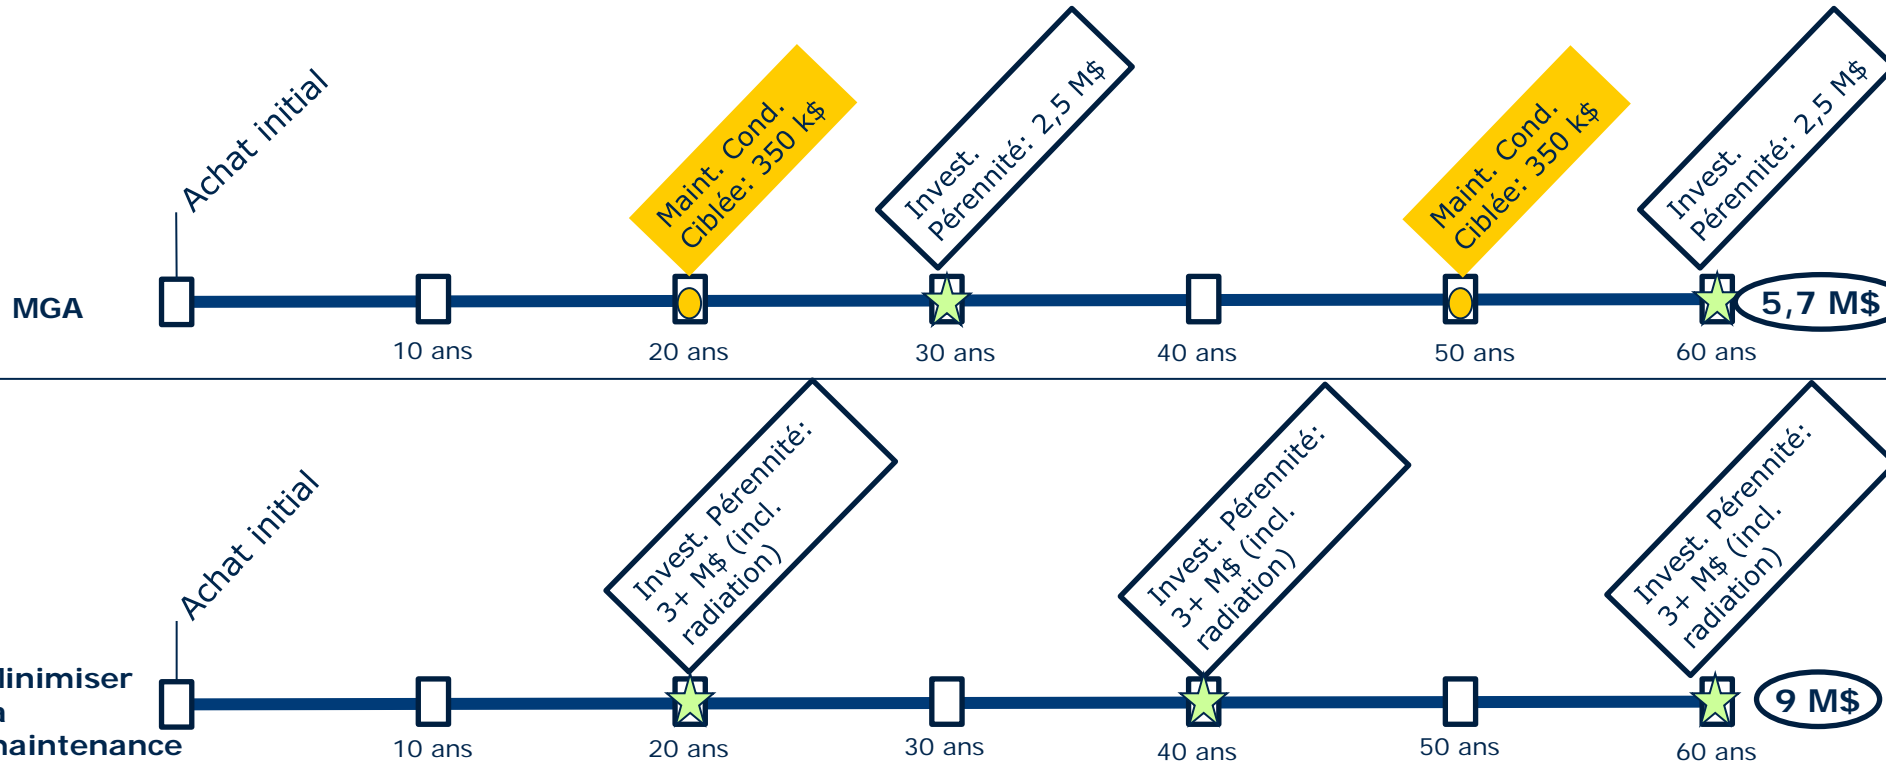 Achat initial
Maint. Cond.
Ciblée: 350 k$
Invest.
Pérennité: 2,5 M$
Maint. Cond.
Ciblée: 350 k$
Invest.
Pérennité: 2,5 M$
MGA
5,7 M$
10 ans
20 ans
30 ans
40 ans
50 ans
60 ans
Achat initial
Invest. Pérennité:
3+ M$ (incl.
radiation)
Invest. Pérennité:
3+ M$ (incl.
radiation)
Invest. Pérennité:
3+ M$ (incl.
radiation)
Minimiser
a
maintenance
9 M$
10 ans
20 ans
30 ans
40 ans
50 ans
60 ans